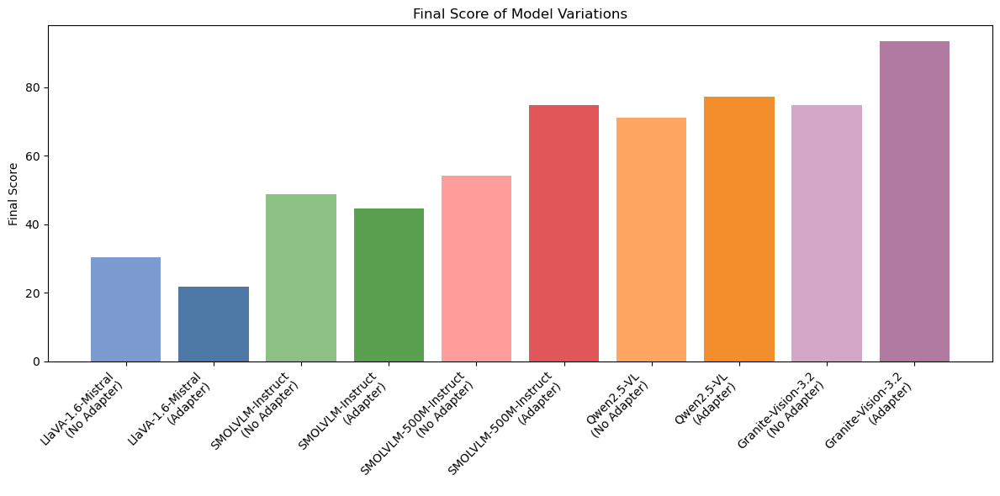 Final Score of Model Variations
Final Score
80
60
40
20
0
LlaVA-1.6-Mistral
(No Adapter)
LlaVA-1.6-Mistral
(Adapter)
SMOLVLM-Instruct
(No Adapter)
SMOLVLM-Instruct
(Adapter)
SMOLVLM-500M-Instruct
(No Adapter)
SMOLVLM-500M-Instruct
(Adapter)
Qwen2.5-VL
(No Adapter)
Qwen2.5-VL
(Adapter)
Granite-Vision-3.2
(No Adapter)
Granite-Vision-3.2
(Adapter)